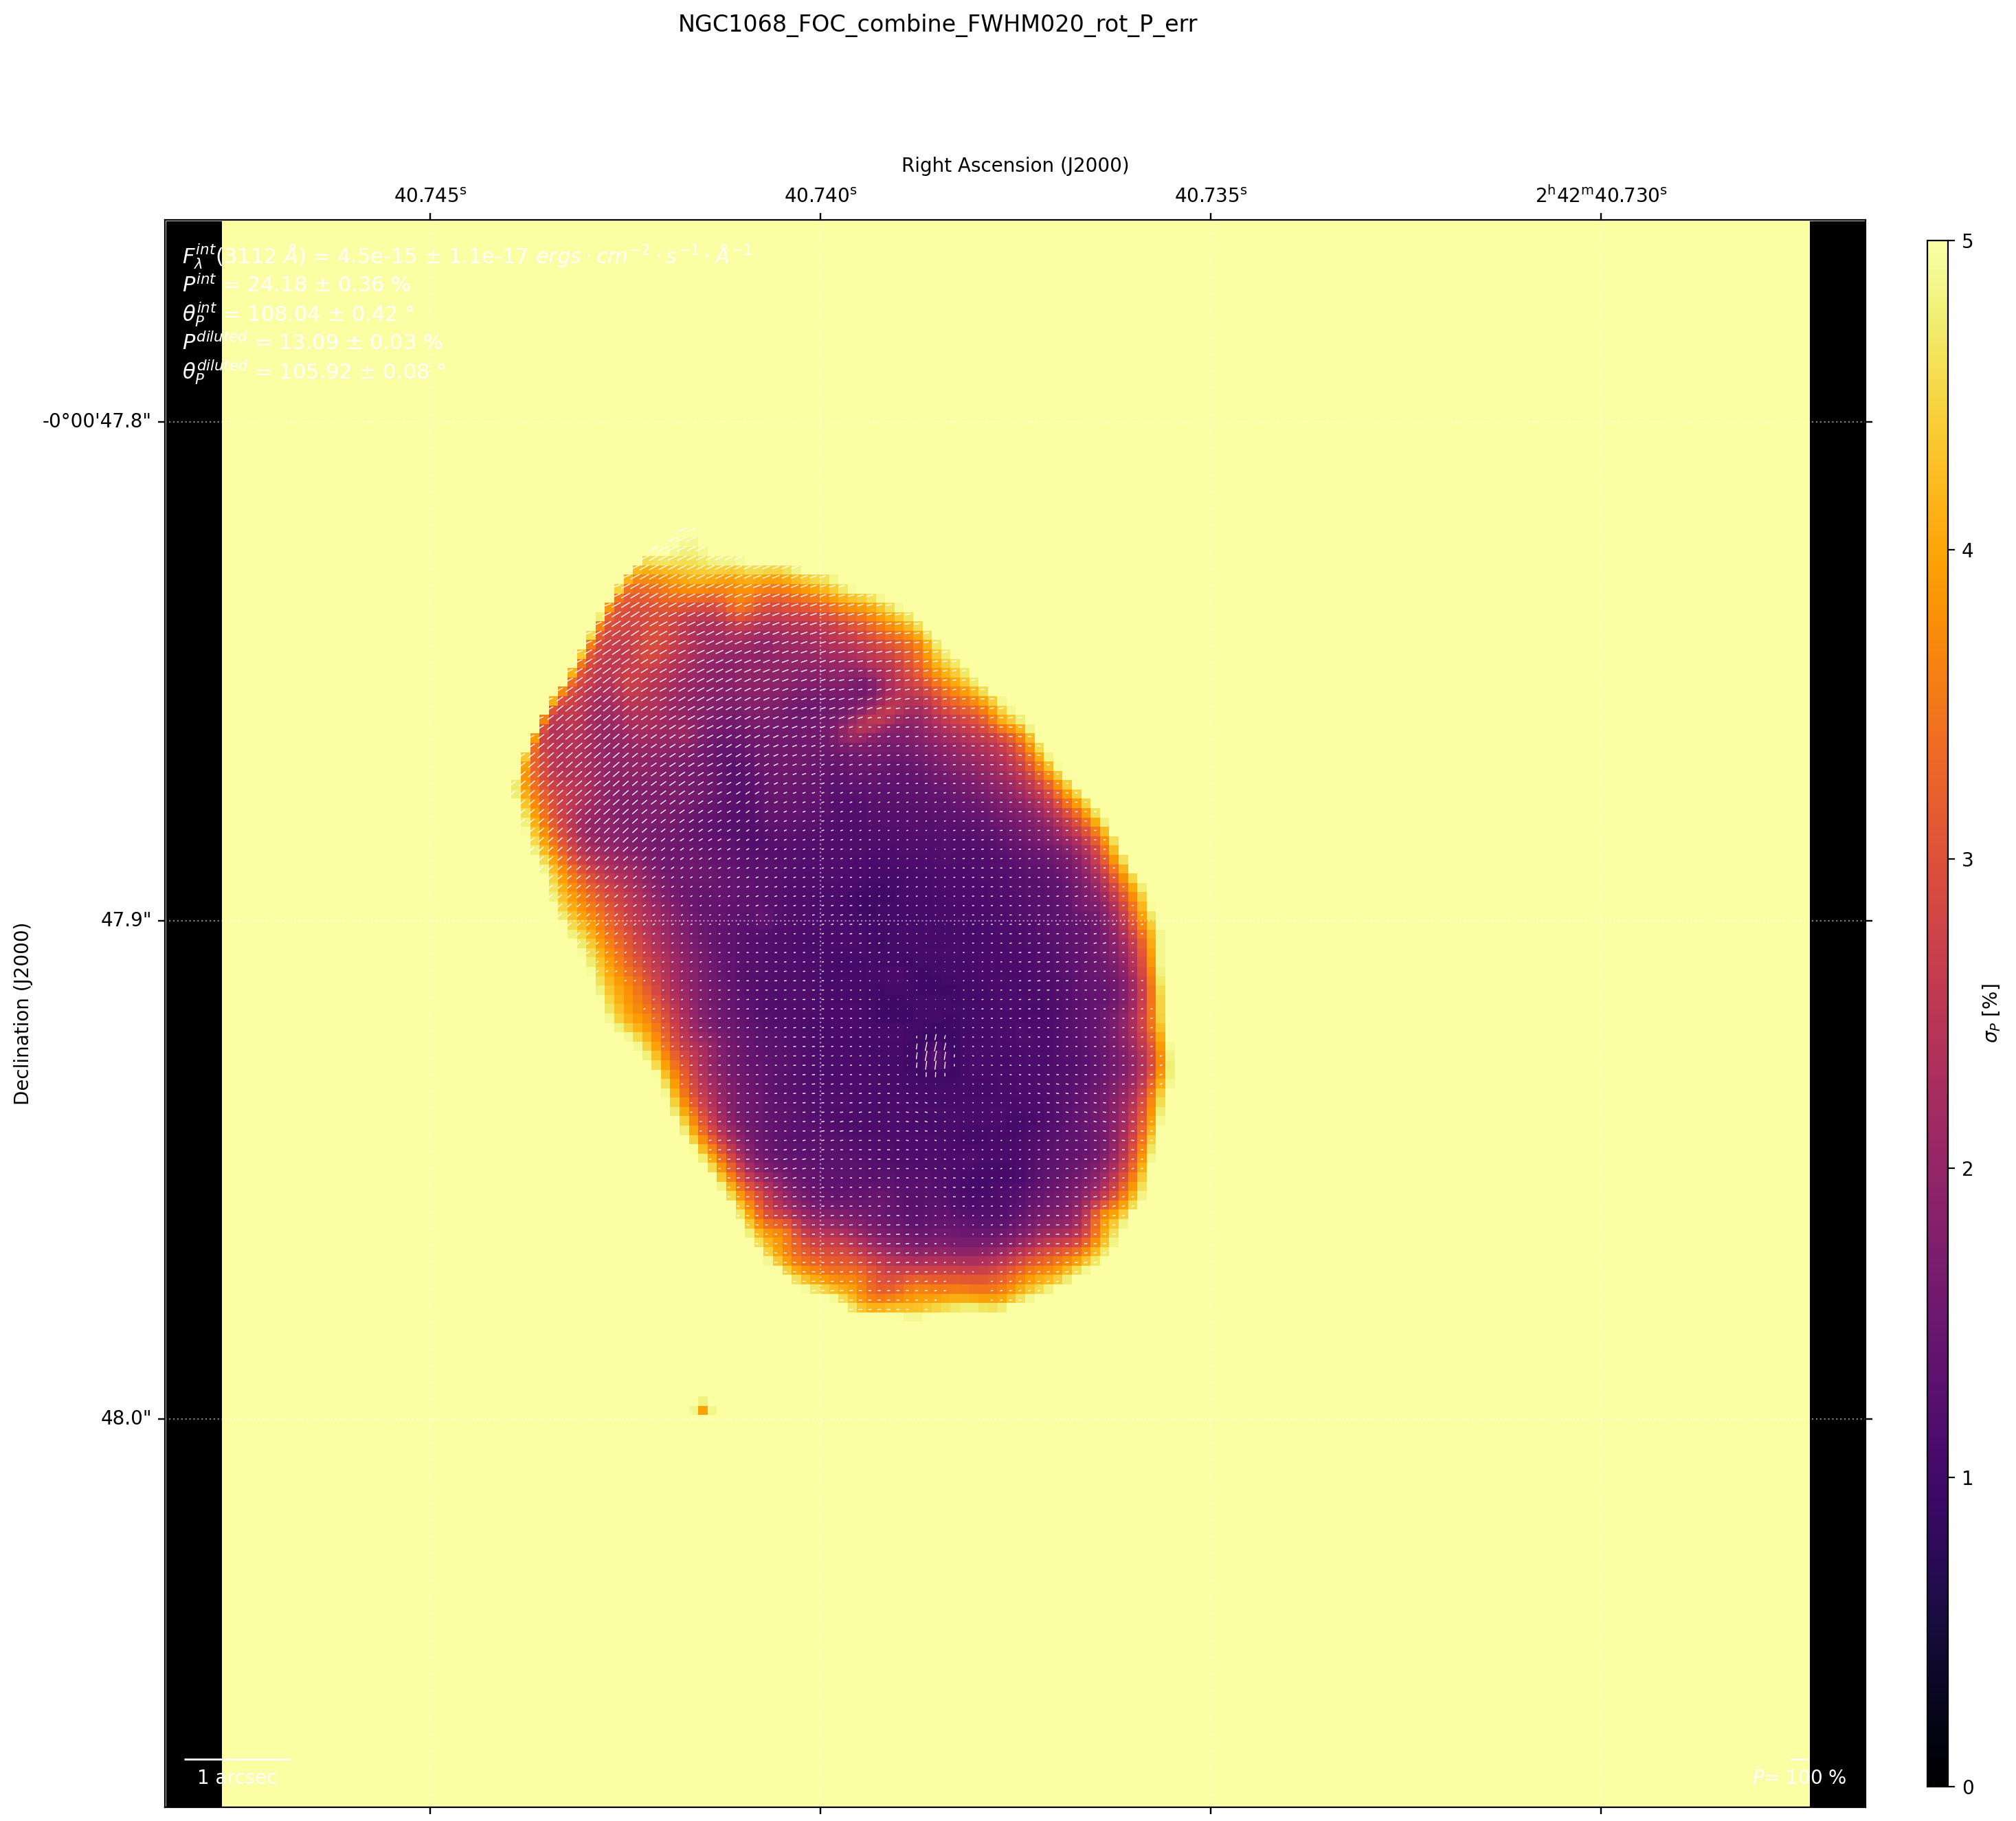 NGC1068_FOC_combine_FWHM020_rot_P_err
Right Ascension (J2000)
40.745ˢ 40.740ˢ 40.735ˢ 2ʰ42ᵐ40.730ˢ
F_λ^int (3112 Å) = 4.5e-15 ± 1.1e-17 ergs · cm⁻² · s⁻¹ · Å⁻¹
P^int = 24.18 ± 0.36 %
θ_P^int = 108.04 ± 0.42 °
P^diluted = 13.09 ± 0.03 %
θ_P^diluted = 105.92 ± 0.08 °
-0°00'47.8"
47.9"
48.0"
Declination (J2000)
1 arcsec
P= 100 %
5
4
3
2
1
0
σ_P [%]